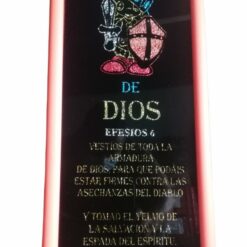 DE
DIOS
EFESIOS 6
VESTIOS DE TODA LA
ARMADURA
DE DIOS, PARA QUE PODÁIS
ESTAR FIRMES CONTRA LAS
ASECHANZAS DEL DIABLO
Y TOMAD EL YELMO DE
LA SALVACIÓN Y LA
ESPADA DEL ESPÍRITU,